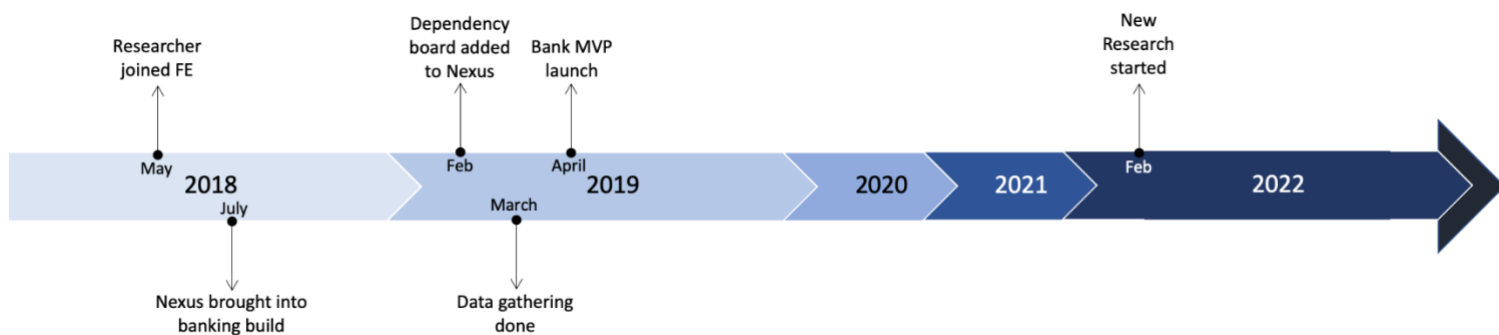 Researcher
joined FE
Dependency
board added
to Nexus
Bank MVP
launch
New
Research
started
May
Feb
April
Feb
2018
2019
2020
2021
2022
July
March
Nexus brought into
banking build
Data gathering
done